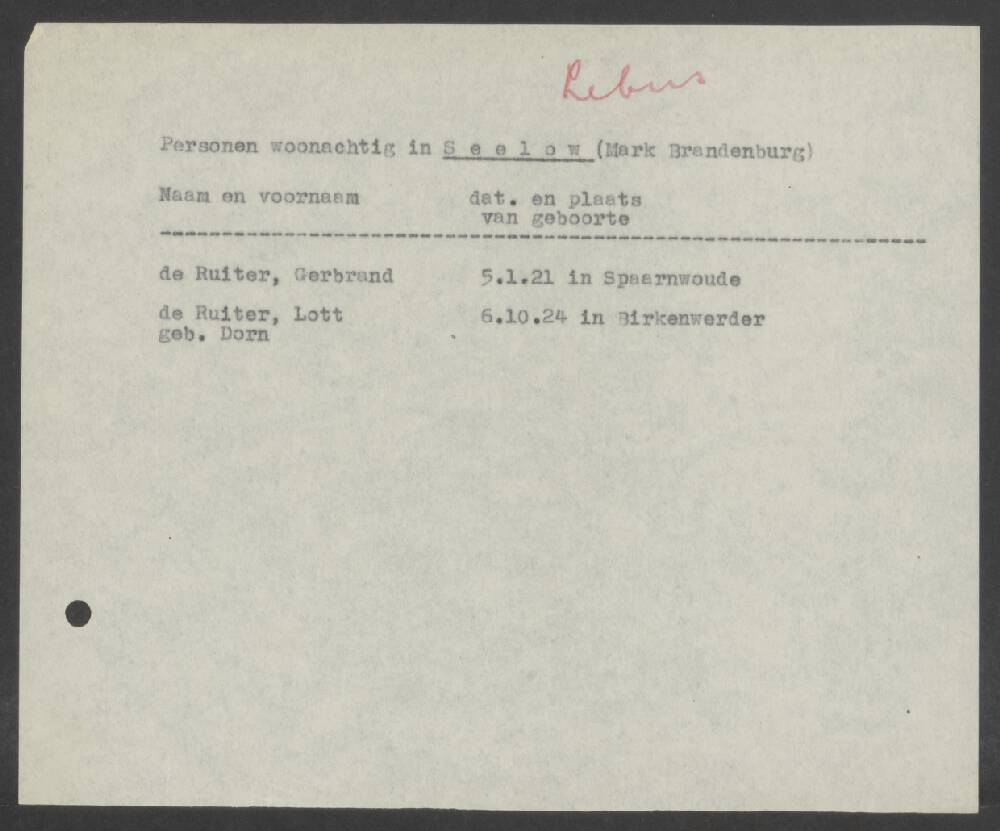 Lebus
Personen woonachtig in S e e l o w (Mark Brandenburg)
Naam en voornaam dat. en plaats
van geboorte
de Ruiter, Gerbrand 5.1.21 in Spaarnwoude
de Ruiter, Lott 6.10.24 in Birkenwerder
geb. Dorn